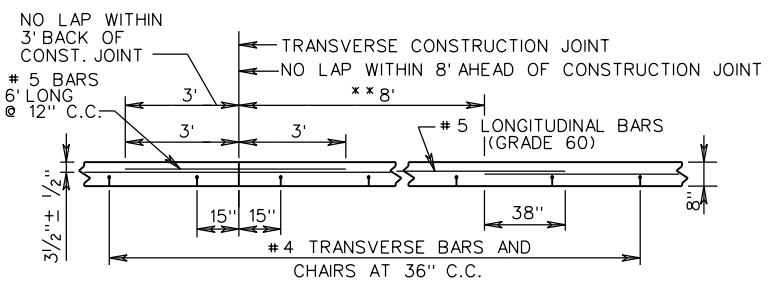 NO LAP WITHIN
3' BACK OF
CONST. JOINT
TRANSVERSE CONSTRUCTION JOINT
NO LAP WITHIN 8' AHEAD OF CONSTRUCTION JOINT
# 5 BARS
6' LONG
@ 12" C.C.
3'
**8'
3'
3'
#5 LONGITUDINAL BARS
(GRADE 60)
3½"± ½"
15"
15"
38"
8"
#4 TRANSVERSE BARS AND
CHAIRS AT 36" C.C.